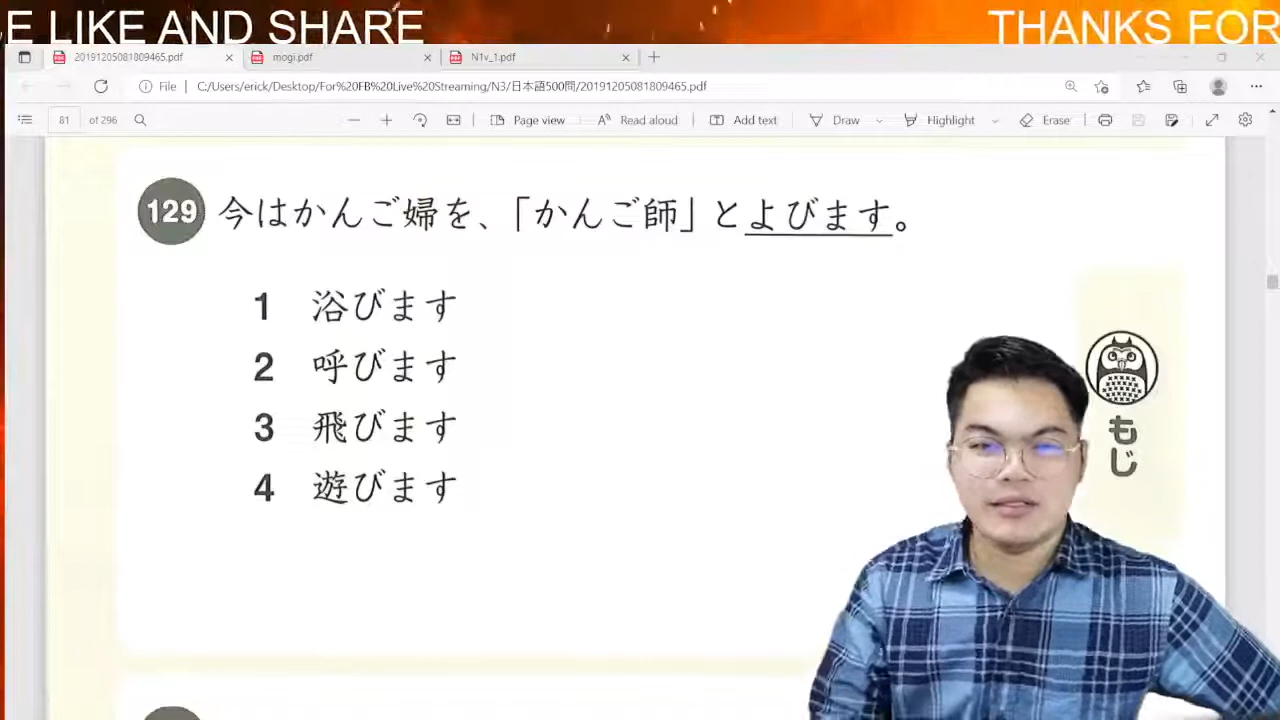 E LIKE AND SHARE
THANKS FOR
20191205081809465.pdf
mogi.pdf
N1v_1.pdf
File
C:/Users/erick/Desktop/For%20FB%20Live%20Streaming/N3/日本語500問/20191205081809465.pdf
81
of 296
Page view
Read aloud
Add text
Draw
Highlight
Erase
129 今はかんご婦を、「かんご師」とよびます。
1 浴びます
2 呼びます
3 飛びます
4 遊びます
もじ